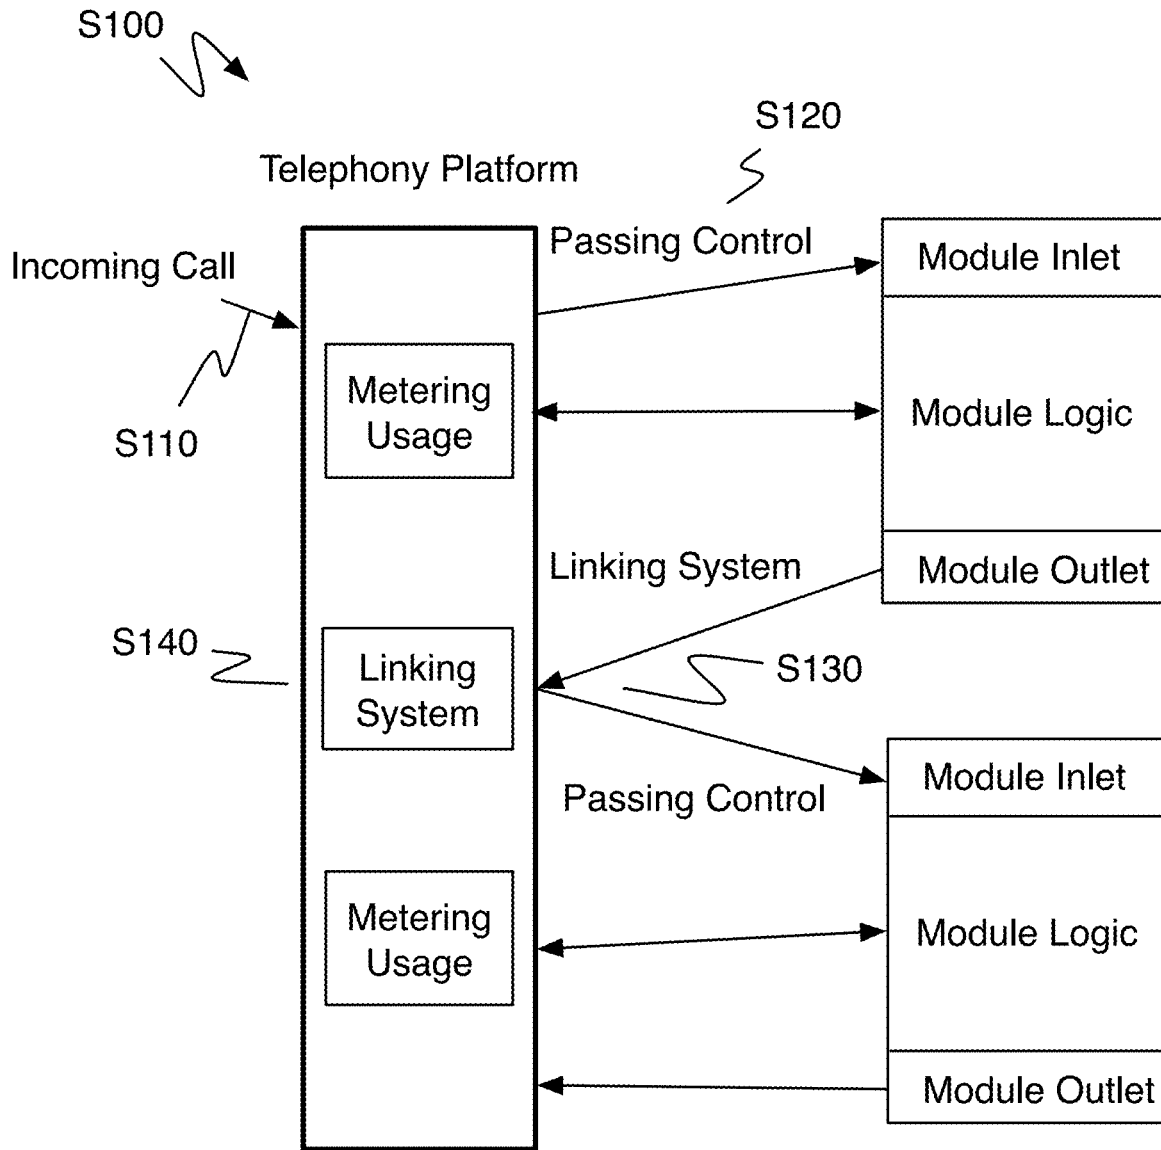 S100
S120
Telephony Platform
Passing Control
Incoming Call
Module Inlet
Metering
Usage
Module Logic
S110
Linking System
Module Outlet
S140
Linking
System
S130
Module Inlet
Passing Control
Metering
Usage
Module Logic
Module Outlet